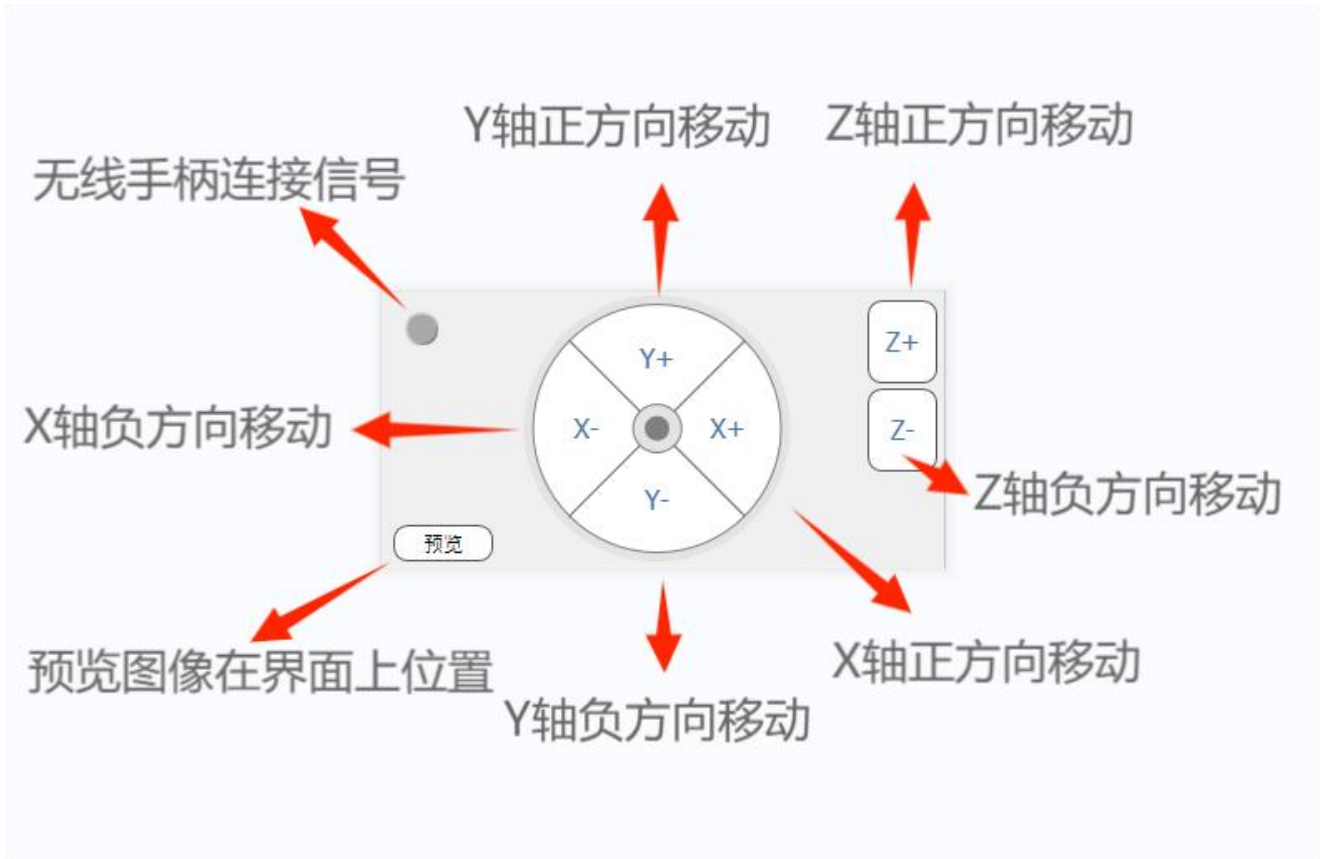 Y轴正方向移动
Z轴正方向移动
无线手柄连接信号
Z+
Y+
X轴负方向移动
X-
X+
Z-
Z轴负方向移动
Y-
预览
X轴正方向移动
预览图像在界面上位置
Y轴负方向移动